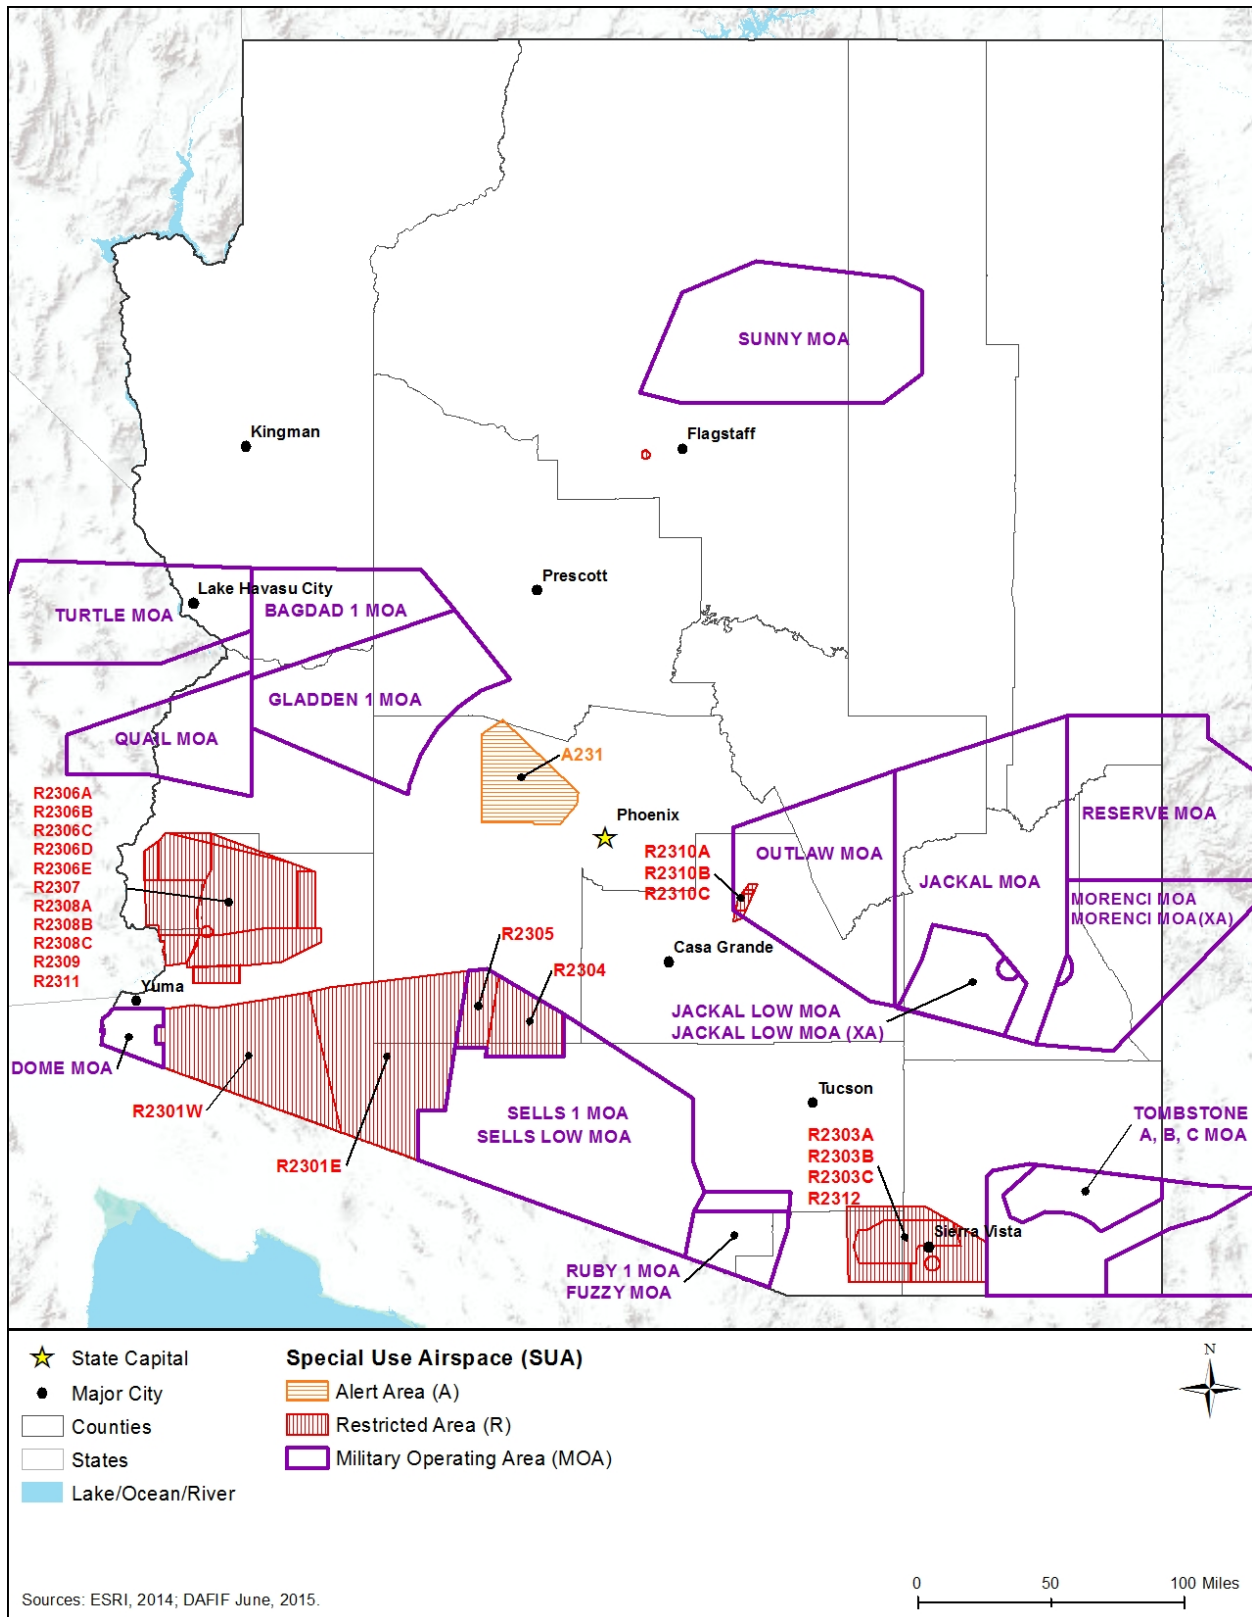 SUNNY MOA
Kingman
Flagstaff
Prescott
Lake Havasu City
TURTLE MOA
BAGDAD 1 MOA
GLADDEN 1 MOA
QUAIL MOA
A231
R2306A
R2306B
R2306C
R2306D
R2306E
R2307
R2308A
R2308B
R2308C
R2309
R2311
Phoenix
R2310A
R2310B
R2310C
OUTLAW MOA
JACKAL MOA
RESERVE MOA
MORENCI MOA
MORENCI MOA (XA)
Casa Grande
R2305
R2304
JACKAL LOW MOA
JACKAL LOW MOA (XA)
Yuma
DOME MOA
R2301W
R2301E
SELLS 1 MOA
SELLS LOW MOA
Tucson
R2303A
R2303B
R2303C
R2312
TOMBSTONE
A, B, C MOA
Sierra Vista
RUBY 1 MOA
FUZZY MOA
State Capital
Major City
Counties
States
Lake/Ocean/River
Special Use Airspace (SUA)
Alert Area (A)
Restricted Area (R)
Military Operating Area (MOA)
N
0 50 100 Miles
Sources: ESRI, 2014; DAFIF June, 2015.